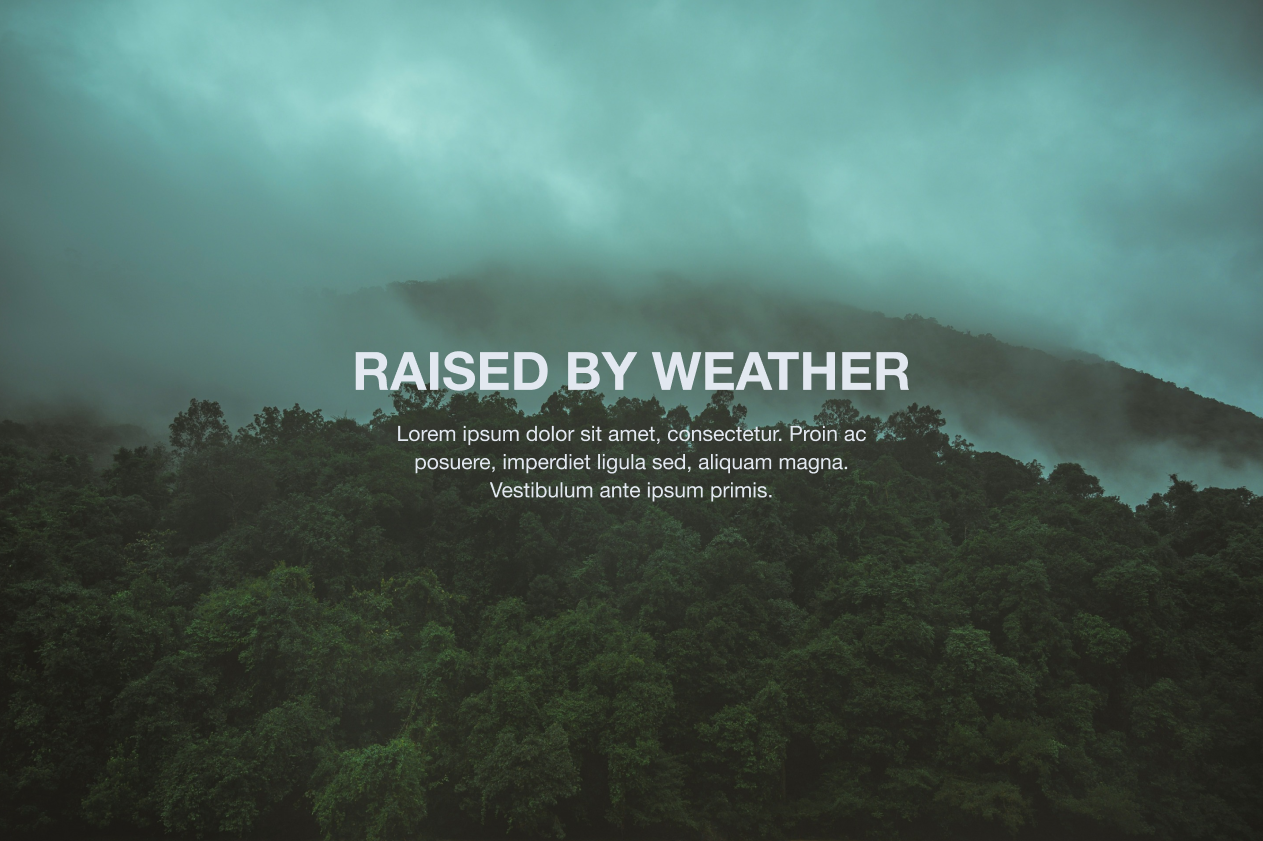 RAISED BY WEATHER
Lorem ipsum dolor sit amet, consectetur. Proin ac
posuere, imperdiet ligula sed, aliquam magna.
Vestibulum ante ipsum primis.